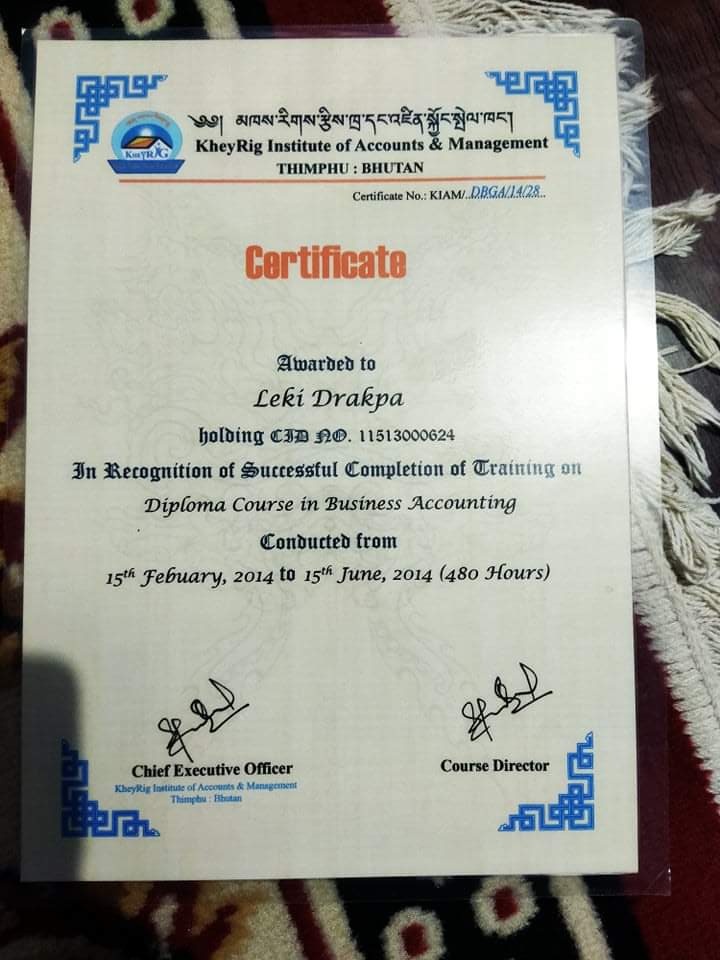 ༄༅། མཁས་རིགས་རྩིས་ཁྲ་དང་འཛིན་སྐྱོང་སྤེལ་ཁང་།
KHEYRIG
KheyRig Institute of Accounts & Management
THIMPHU : BHUTAN
Certificate No.: KIAM/..DBGA/14/28..
Certificate
Awarded to
Leki Drakpa
holding CID NO. 11513000624
In Recognition of Successful Completion of Training on
Diploma Course in Business Accounting
Conducted from
15th Febuary, 2014 to 15th June, 2014 (480 Hours)
Chief Executive Officer
KheyRig Institute of Accounts & Management
Thimphu : Bhutan
Course Director